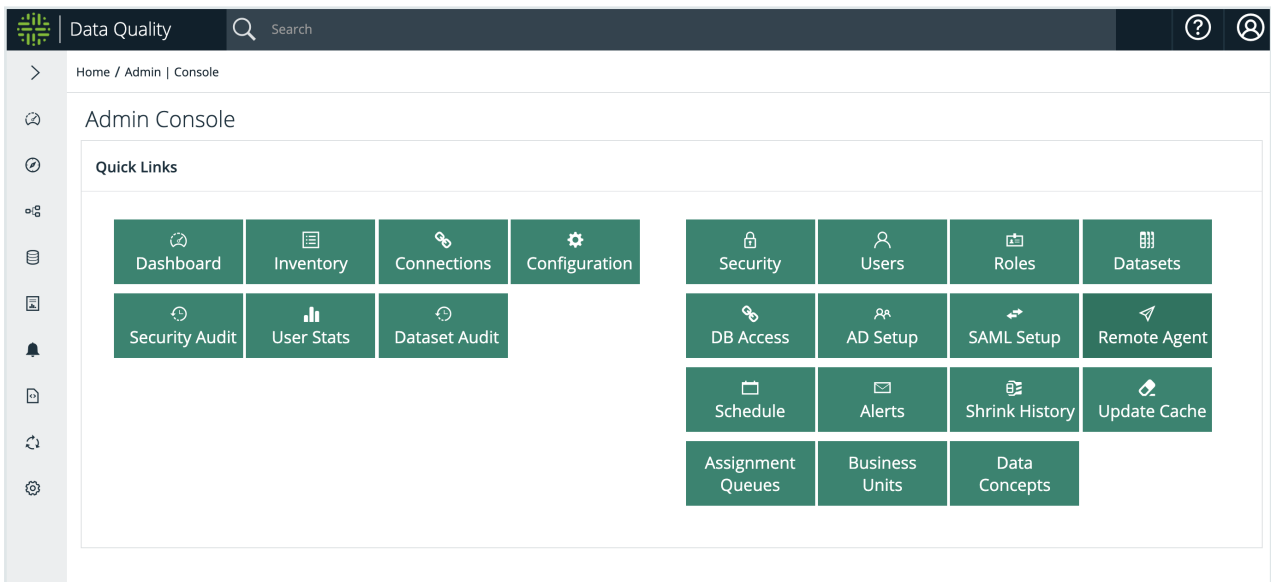 Data Quality
Search
Home / Admin | Console
Admin Console
Quick Links
Dashboard
Inventory
Connections
Configuration
Security Audit
User Stats
Dataset Audit
Security
Users
Roles
Datasets
DB Access
AD Setup
SAML Setup
Remote Agent
Schedule
Alerts
Shrink History
Update Cache
Assignment
Queues
Business
Units
Data
Concepts